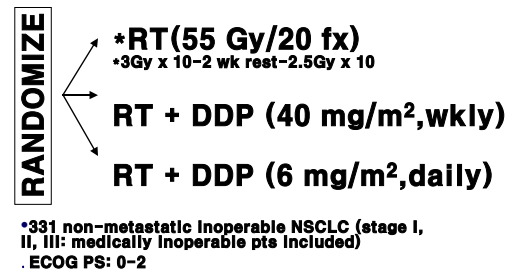 RANDOMIZE
*RT(55 Gy/20 fx)
*3Gy x 10-2 wk rest-2.5Gy x 10
RT + DDP (40 mg/m²,wkly)
RT + DDP (6 mg/m²,daily)
•331 non-metastatic inoperable NSCLC (stage I,
II, III: medically inoperable pts included)
. ECOG PS: 0-2